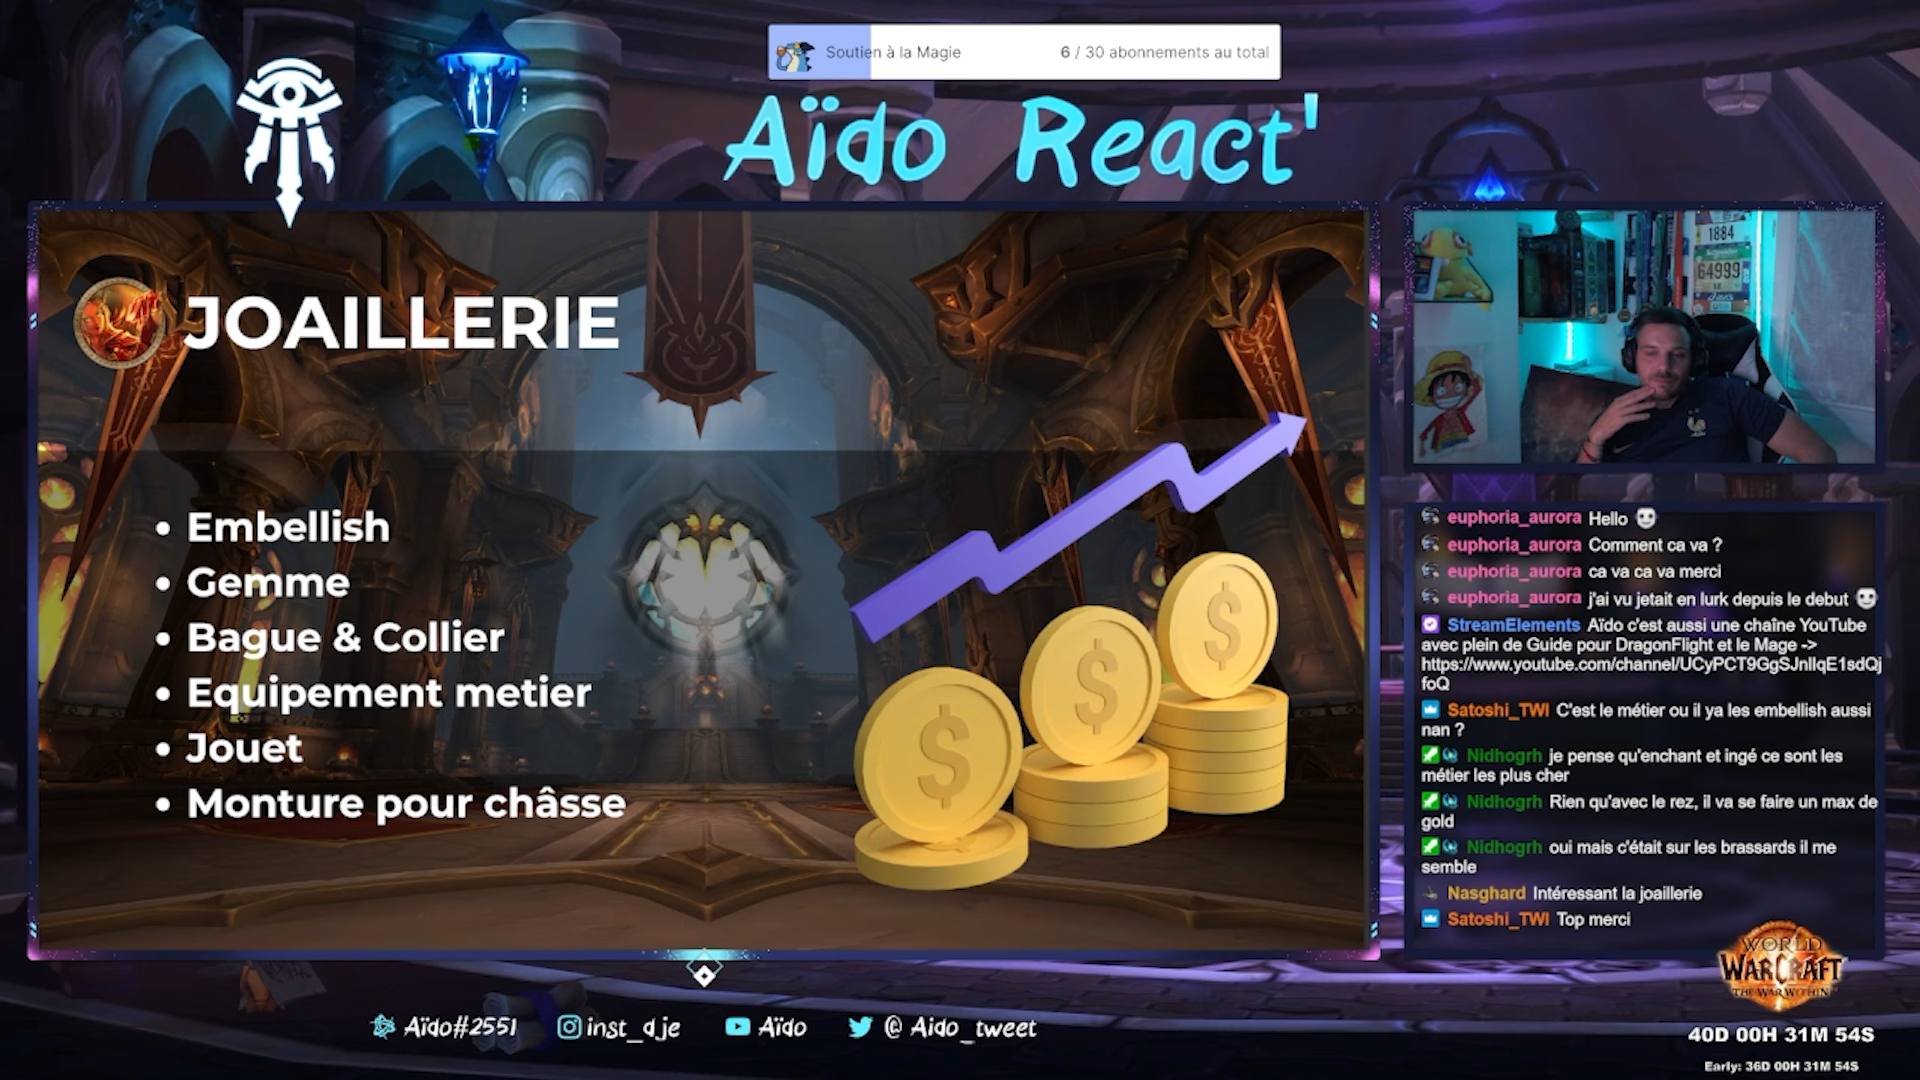 Soutien à la Magie
6 / 30 abonnements au total
Aïdo React'
JOAILLERIE
• Embellish
• Gemme
• Bague & Collier
• Equipement metier
• Jouet
• Monture pour châsse
1884
64999
euphoria_aurora Hello
euphoria_aurora Comment ca va ?
euphoria_aurora ca va ca va merci
euphoria_aurora j'ai vu jetait en lurk depuis le debut
StreamElements Aïdo c'est aussi une chaîne YouTube
avec plein de Guide pour DragonFlight et le Mage ->
https://www.youtube.com/channel/UCyPCT9GgSJnlIqE1sdQj
foQ
Satoshi_TWI C'est le métier ou il ya les embellish aussi
nan ?
Nidhogrh je pense qu'enchant et ingé ce sont les
métier les plus cher
Nidhogrh Rien qu'avec le rez, il va se faire un max de
gold
Nidhogrh oui mais c'était sur les brassards il me
semble
Nasghard Intéressant la joaillerie
Satoshi_TWI Top merci
WORLD
WARCRAFT
THE WAR WITHIN
Aïdo#2551
inst_dje
Aïdo
@ Aido_tweet
40D 00H 31M 54S
Early: 36D 00H 31M 54S